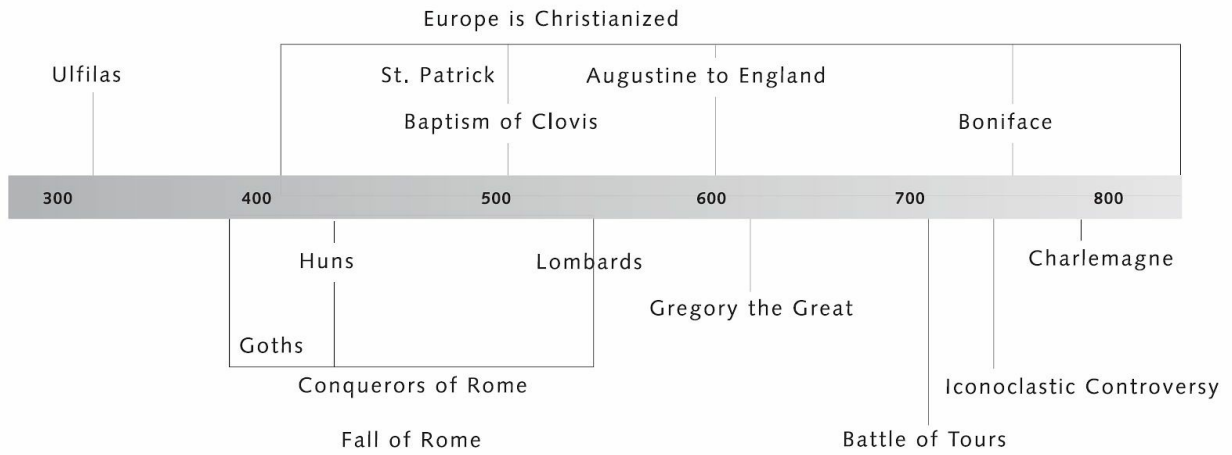 Europe is Christianized
Ulfilas
St. Patrick
Augustine to England
Baptism of Clovis
Boniface
300
400
500
600
700
800
Huns
Lombards
Charlemagne
Gregory the Great
Goths
Conquerors of Rome
Iconoclastic Controversy
Fall of Rome
Battle of Tours